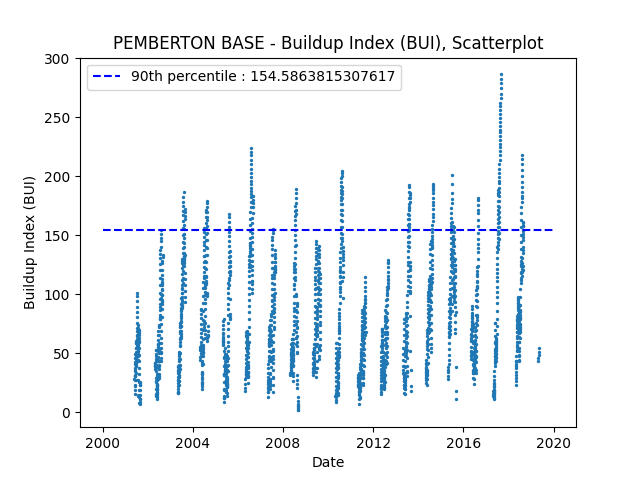 PEMBERTON BASE - Buildup Index (BUI), Scatterplot
90th percentile : 154.5863815307617
300
250
200
150
100
50
0
Buildup Index (BUI)
2000 2004 2008 2012 2016 2020
Date